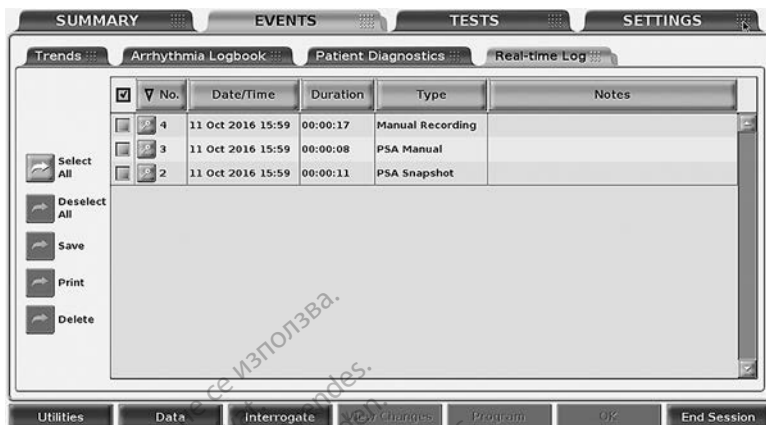 SUMMARY EVENTS TESTS SETTINGS
Trends Arrhythmia Logbook Patient Diagnostics Real-time Log
No. Date/Time Duration Type Notes
4 11 Oct 2016 15:59 00:00:17 Manual Recording
3 11 Oct 2016 15:59 00:00:08 PSA Manual
2 11 Oct 2016 15:59 00:00:11 PSA Snapshot
Select All
Deselect All
Save
Print
Delete
се използва.
Utilities Data Interrogate View Changes Program OK End Session